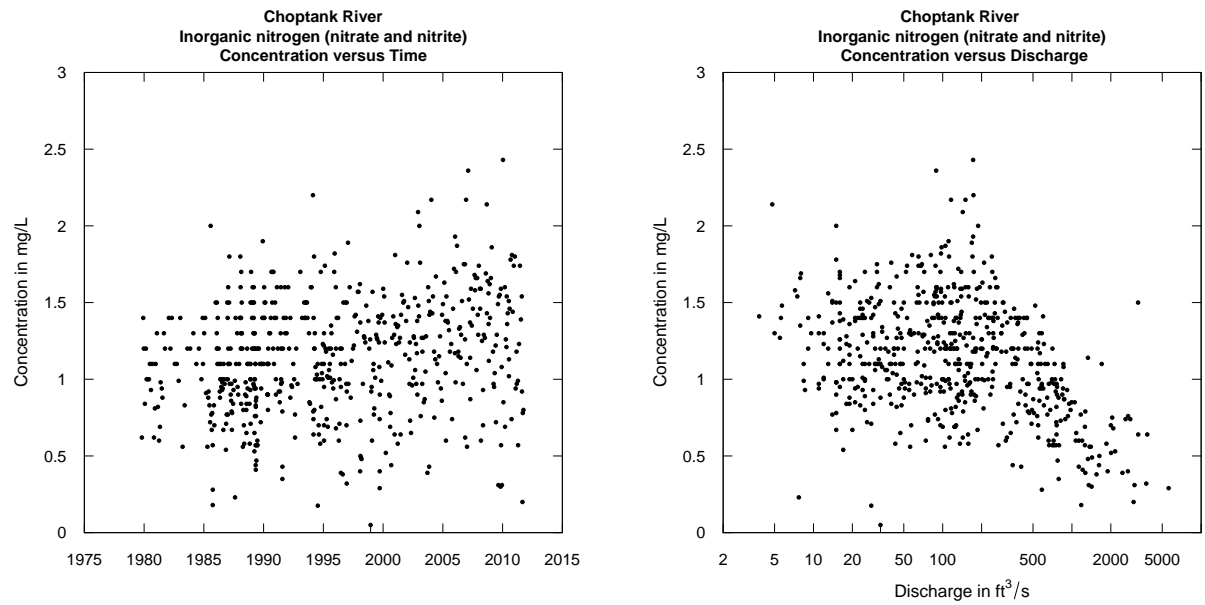 Choptank River
Inorganic nitrogen (nitrate and nitrite)
Concentration versus Time
3
2.5
2
1.5
1
0.5
0
Concentration in mg/L
1975 1980 1985 1990 1995 2000 2005 2010 2015
Choptank River
Inorganic nitrogen (nitrate and nitrite)
Concentration versus Discharge
3
2.5
2
1.5
1
0.5
0
Concentration in mg/L
2 5 10 20 50 100 200 500 2000 5000
Discharge in ft³/s